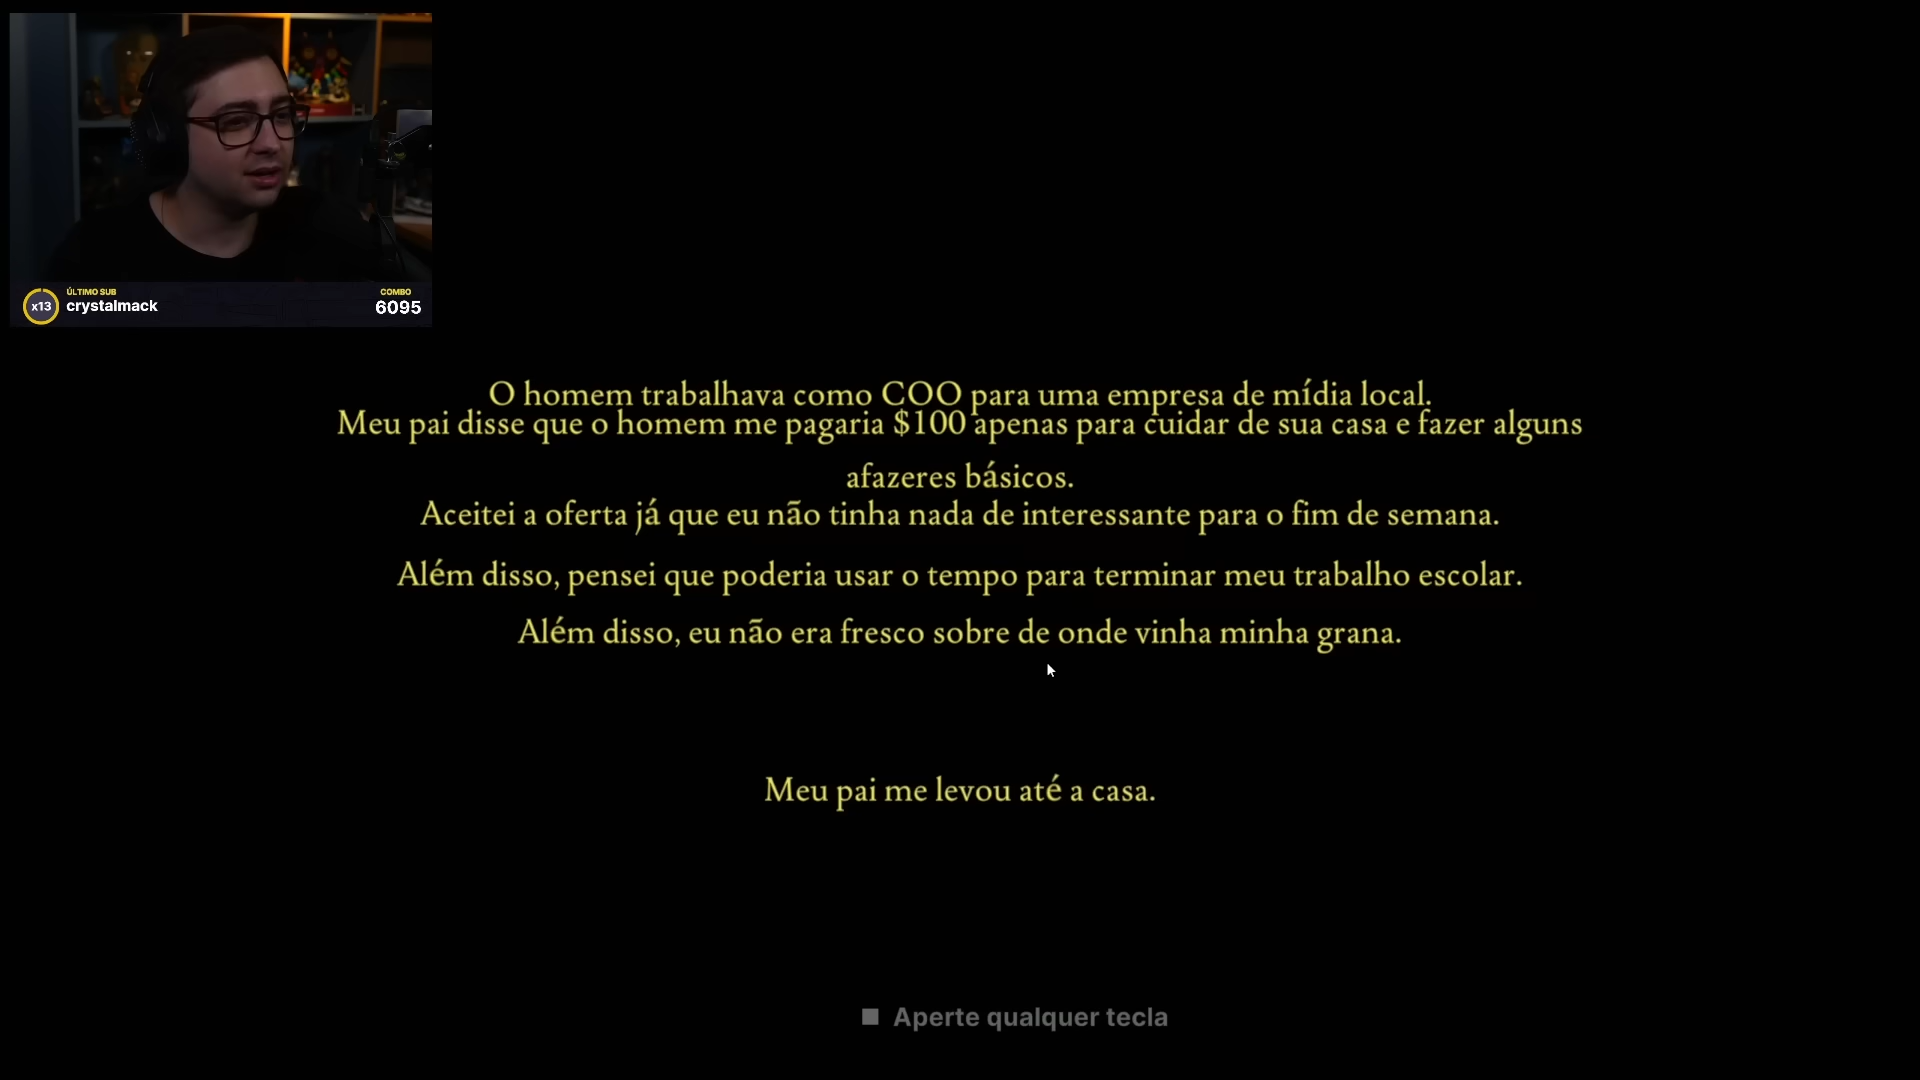 x13
ÚLTIMO SUB
crystalmack
COMBO
6095
O homem trabalhava como COO para uma empresa de mídia local.
Meu pai disse que o homem me pagaria $100 apenas para cuidar de sua casa e fazer alguns
afazeres básicos.
Aceitei a oferta já que eu não tinha nada de interessante para o fim de semana.
Além disso, pensei que poderia usar o tempo para terminar meu trabalho escolar.
Além disso, eu não era fresco sobre de onde vinha minha grana.
Meu pai me levou até a casa.
Aperte qualquer tecla